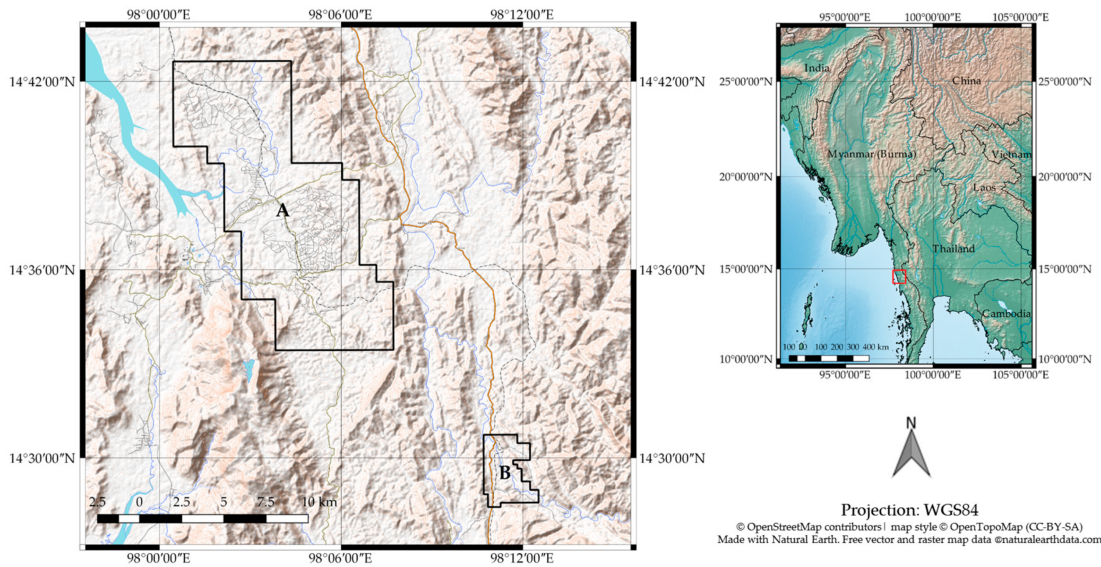 98°00'00"E 98°06'00"E 98°12'00"E
14°42'00"N 14°42'00"N
A
14°36'00"N 14°36'00"N
14°30'00"N 14°30'00"N
B
2.5 0 2.5 5 7.5 10 km
98°00'00"E 98°06'00"E 98°12'00"E
95°00'00"E 100°00'00"E 105°00'00"E
India
China
25°00'00"N 25°00'00"N
Myanmar (Burma)
Vietnam
20°00'00"N 20°00'00"N
Laos
Thailand
15°00'00"N 15°00'00"N
Cambodia
100 0 100 200 300 400 km
10°00'00"N 10°00'00"N
95°00'00"E 100°00'00"E 105°00'00"E
N
Projection: WGS84
© OpenStreetMap contributors | map style © OpenTopoMap (CC-BY-SA)
Made with Natural Earth. Free vector and raster map data ©naturalearthdata.com